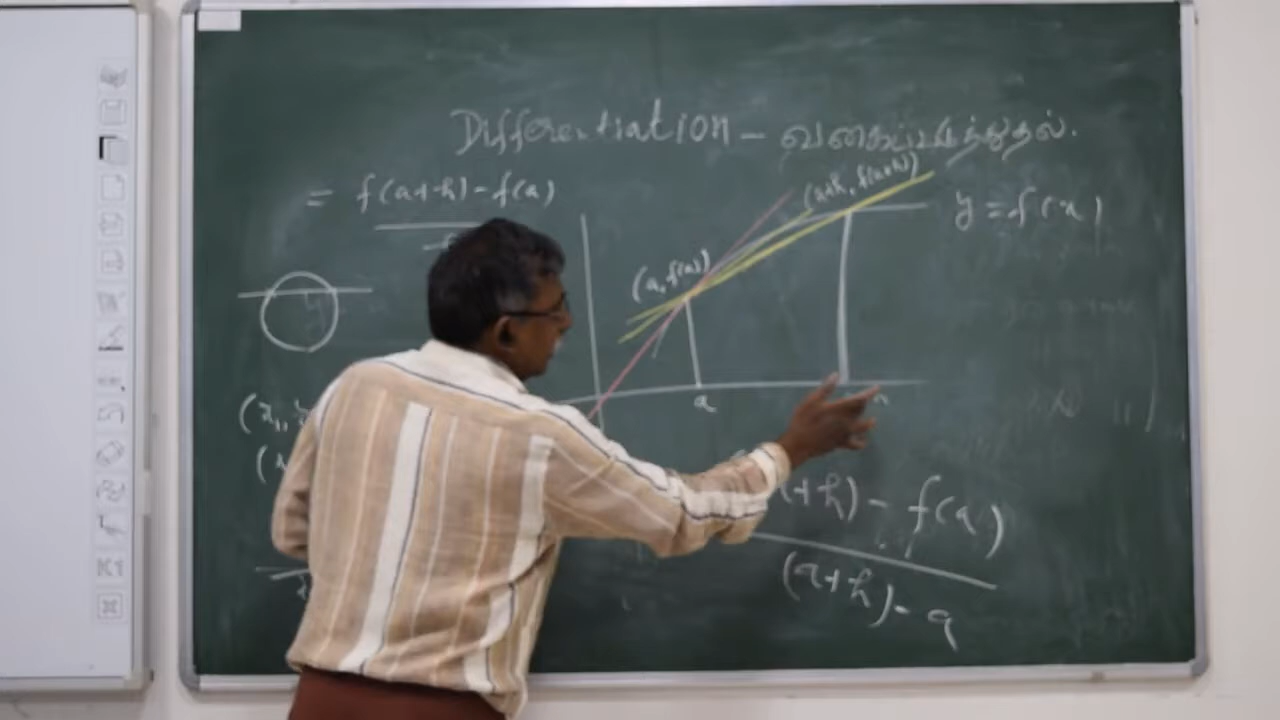 Differentiation – வகைப்படுத்துதல்.
= f(a+h) - f(a)
(a+h, f(a+h))
y = f(x)
(a, f(a))
a
+h) - f(a)
(a+h) - a